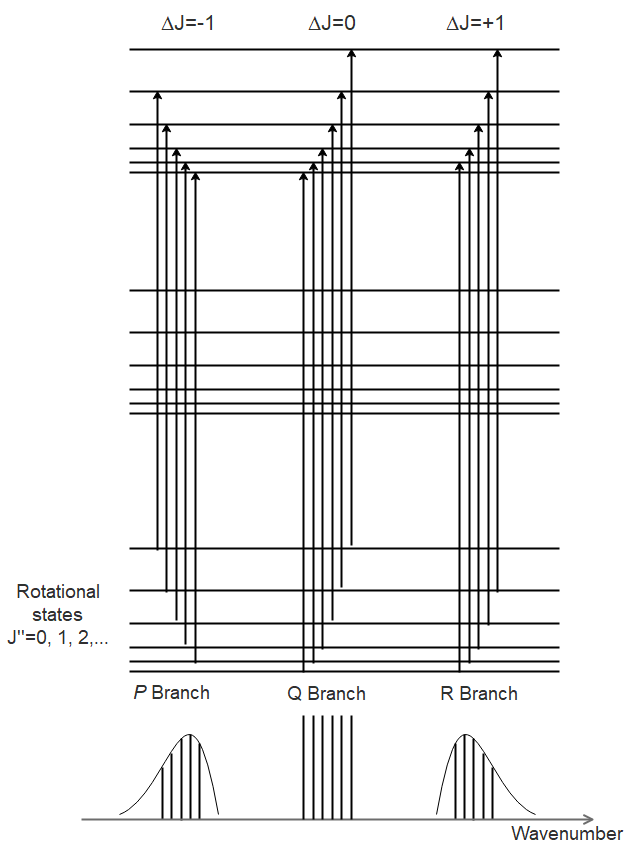 ΔJ=-1
ΔJ=0
ΔJ=+1
Rotational
states
J"=0, 1, 2,...
P Branch
Q Branch
R Branch
Wavenumber